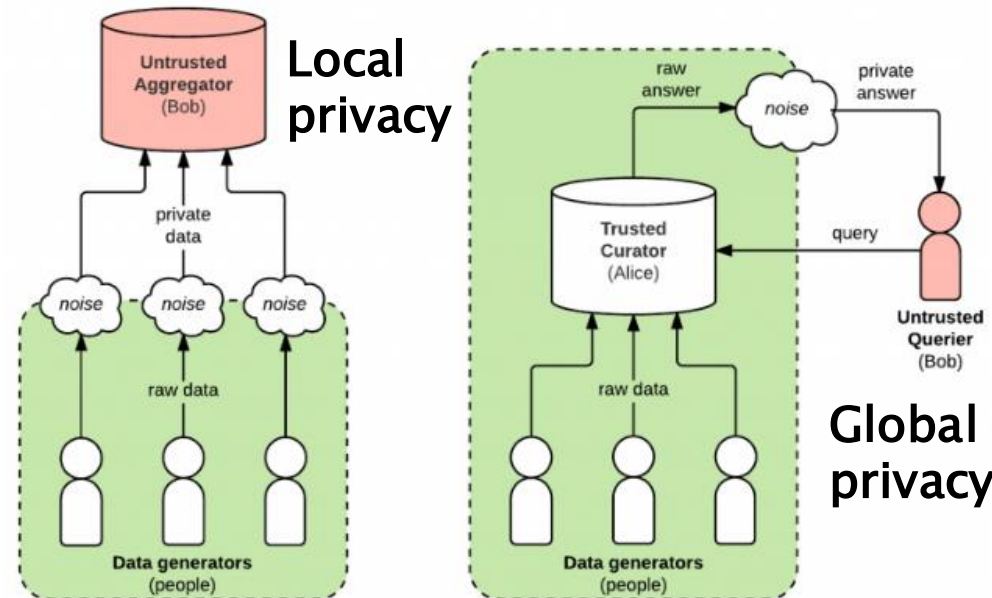 Untrusted
Aggregator
(Bob)
Local
privacy
private
data
noise
noise
noise
raw data
Data generators
(people)
raw
answer
noise
private
answer
Trusted
Curator
(Alice)
query
Untrusted
Querier
(Bob)
raw data
Global
privacy
Data generators
(people)